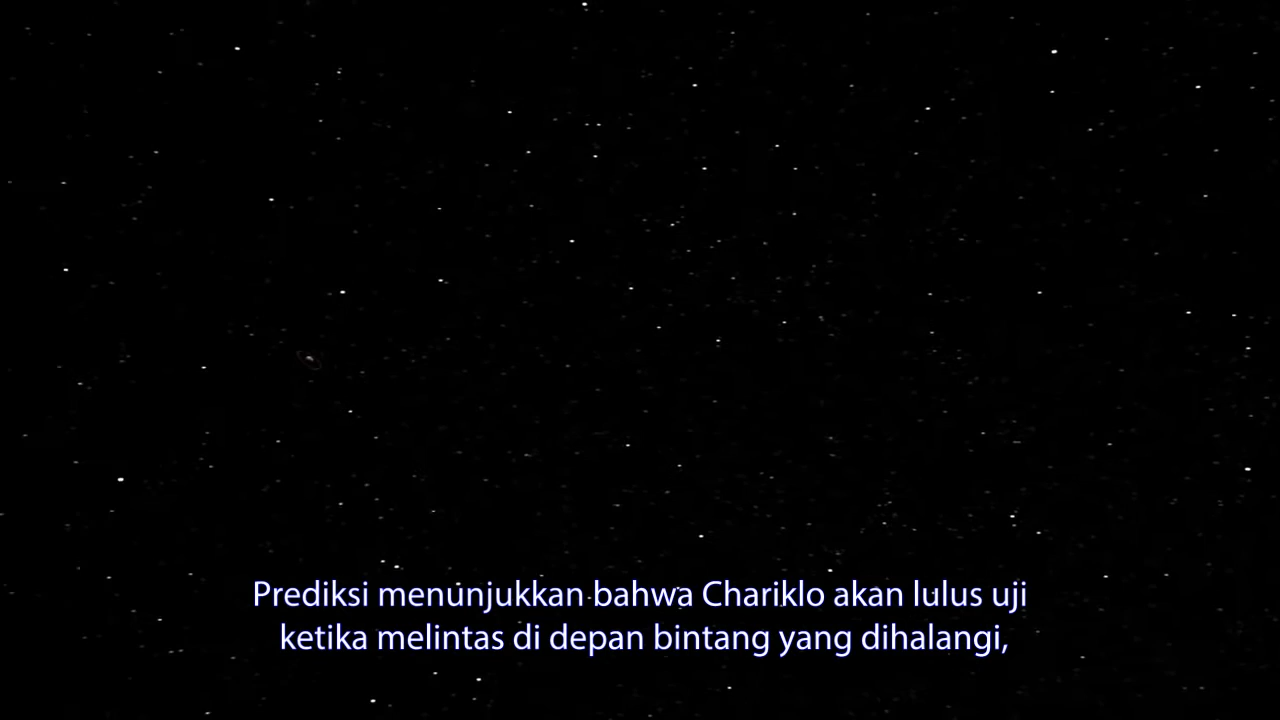 Prediksi menunjukkan bahwa Chariklo akan lulus uji
ketika melintas di depan bintang yang dihalangi,